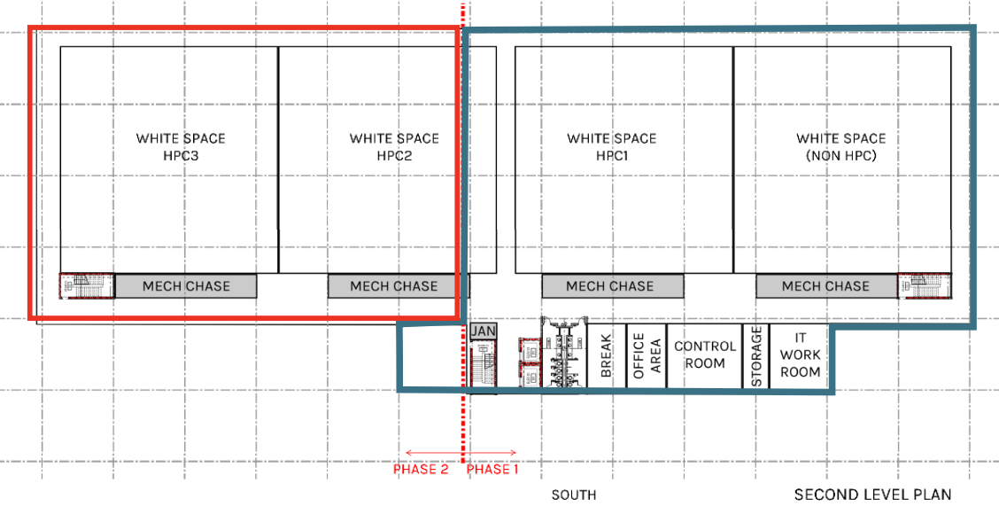 WHITE SPACE
HPC3
WHITE SPACE
HPC2
WHITE SPACE
HPC1
WHITE SPACE
(NON HPC)
MECH CHASE
MECH CHASE
MECH CHASE
MECH CHASE
JAN
BREAK
OFFICE
AREA
CONTROL
ROOM
STORAGE
IT
WORK
ROOM
PHASE 2
PHASE 1
SOUTH
SECOND LEVEL PLAN